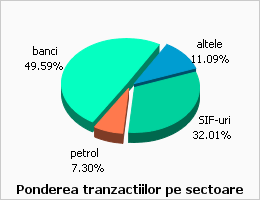 altele
11.09%
banci
49.59%
SIF-uri
32.01%
petrol
7.30%
Ponderea tranzactiilor pe sectoare